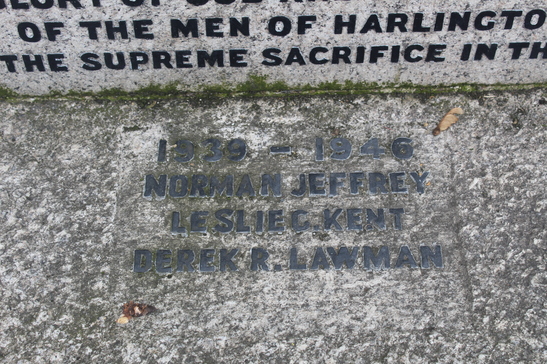 OF THE MEN OF HARLINGTO
THE SUPREME SACRIFICE IN TH
1939 - 1946
NORMAN JEFFREY
LESLIE C. KENT
DEREK R. LAWMAN